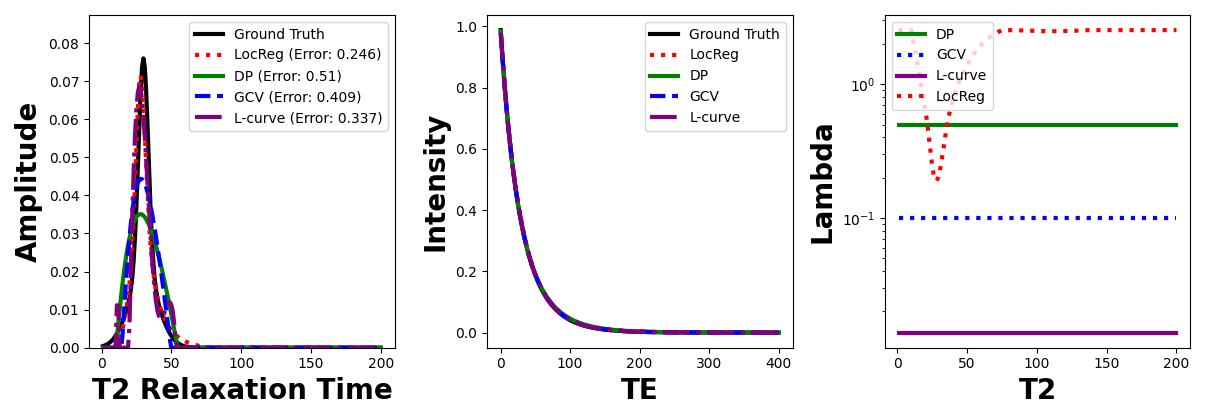 Amplitude
0.08
0.07
0.06
0.05
0.04
0.03
0.02
0.01
0.00
0 50 100 150 200
T2 Relaxation Time
Ground Truth
LocReg (Error: 0.246)
DP (Error: 0.51)
GCV (Error: 0.409)
L-curve (Error: 0.337)
Intensity
1.0
0.8
0.6
0.4
0.2
0.0
0 100 200 300 400
TE
Ground Truth
LocReg
DP
GCV
L-curve
Lambda
10⁰
10⁻¹
0 50 100 150 200
T2
DP
GCV
L-curve
LocReg